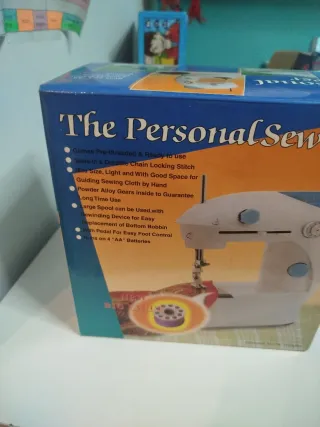 The Personal Sew
Comes Pre-threaded & Ready to use
Sews in a Double Chain Locking Stitch
Size, Light and With Good Space for
Guiding Sewing Cloth by Hand
Powder Alloy Gears Inside to Guarantee
Long Time Use
Large Spool can be Used with
Rewinding Device for Easy
Replacement of Bottom Bobbin
Pedal For Easy Foot Control
on 4 "AA" Batteries